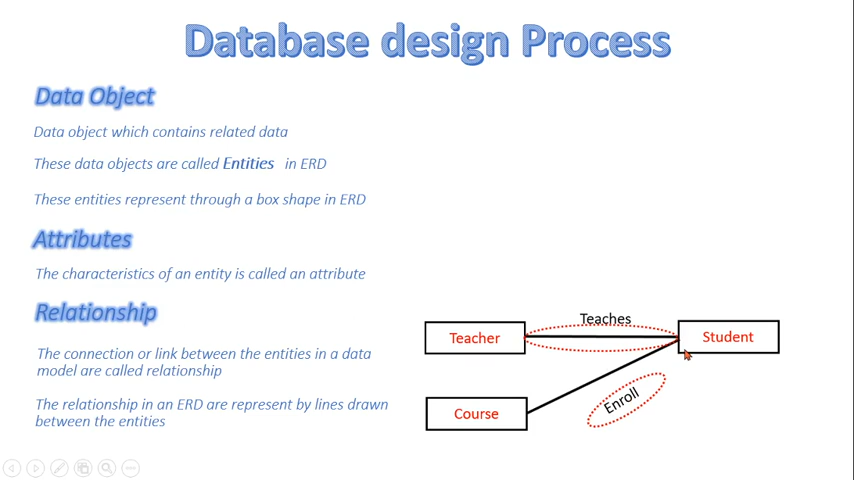 Database design Process
Data Object
Data object which contains related data
These data objects are called Entities in ERD
These entities represent through a box shape in ERD
Attributes
The characteristics of an entity is called an attribute
Relationship
The connection or link between the entities in a data
model are called relationship
The relationship in an ERD are represent by lines drawn
between the entities
Teaches
Teacher
Student
Enroll
Course